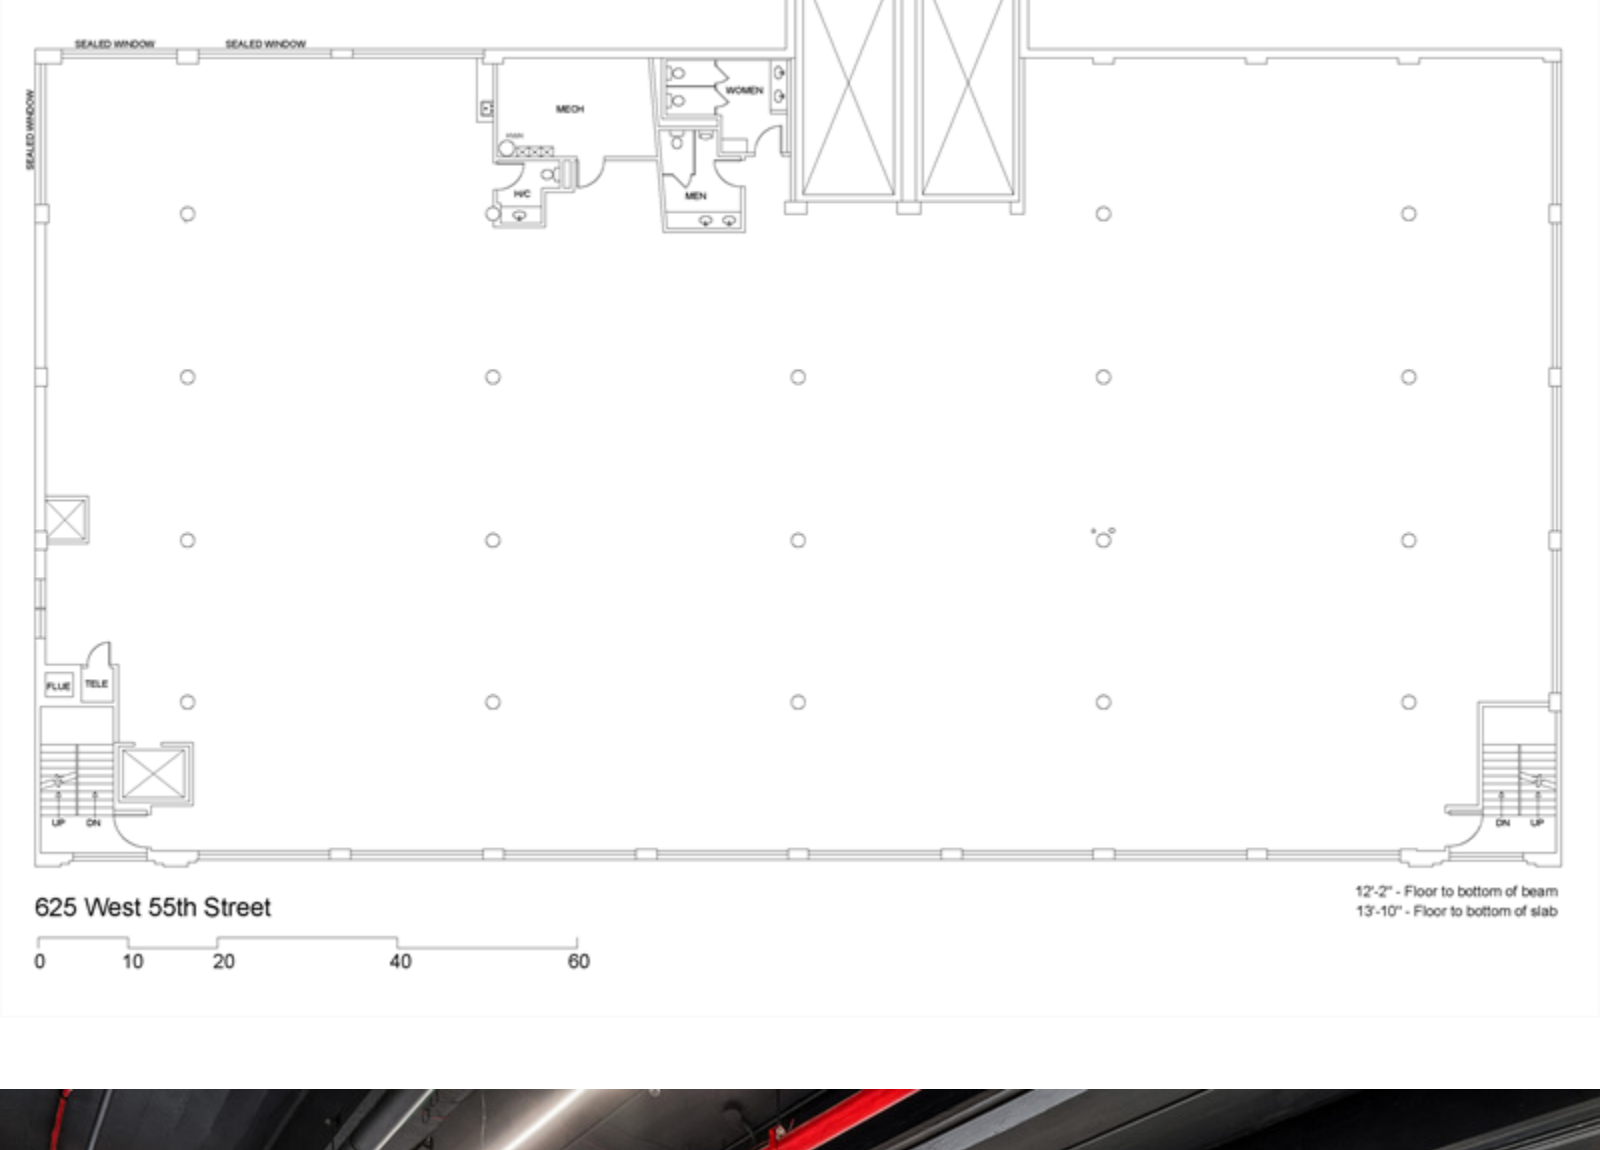 SEALED WINDOW
SEALED WINDOW
SEALED WINDOW
MECH
WOMEN
H/C
MEN
FLUE
TELE
UP
DN
DN
UP
625 West 55th Street
12'-2" - Floor to bottom of beam
13'-10" - Floor to bottom of slab
0 10 20 40 60